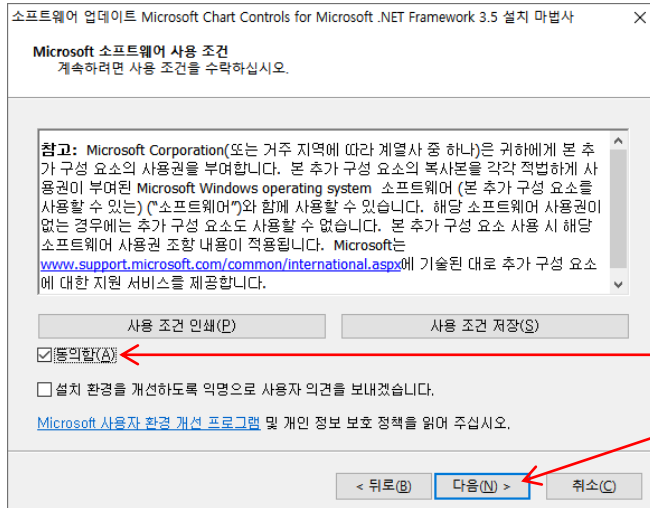 소프트웨어 업데이트 Microsoft Chart Controls for Microsoft .NET Framework 3.5 설치 마법사
Microsoft 소프트웨어 사용 조건
계속하려면 사용 조건을 수락하십시오.
참고: Microsoft Corporation(또는 거주 지역에 따라 계열사 중 하나)은 귀하에게 본 추
가 구성 요소의 사용권을 부여합니다. 본 추가 구성 요소의 복사본을 각각 적법하게 사
용권이 부여된 Microsoft Windows operating system 소프트웨어 (본 추가 구성 요소를
사용할 수 있는) (“소프트웨어”)와 함께 사용할 수 있습니다. 해당 소프트웨어 사용권이
없는 경우에는 추가 구성 요소도 사용할 수 없습니다. 본 추가 구성 요소 사용 시 해당
소프트웨어 사용권 조항 내용이 적용됩니다. Microsoft는
www.support.microsoft.com/common/international.aspx에 기술된 대로 추가 구성 요소
에 대한 지원 서비스를 제공합니다.
사용 조건 인쇄(P) 사용 조건 저장(S)
동의함(A)
설치 환경을 개선하도록 익명으로 사용자 의견을 보내겠습니다.
Microsoft 사용자 환경 개선 프로그램 및 개인 정보 보호 정책을 읽어 주십시오.
< 뒤로(B) 다음(N) > 취소(C)